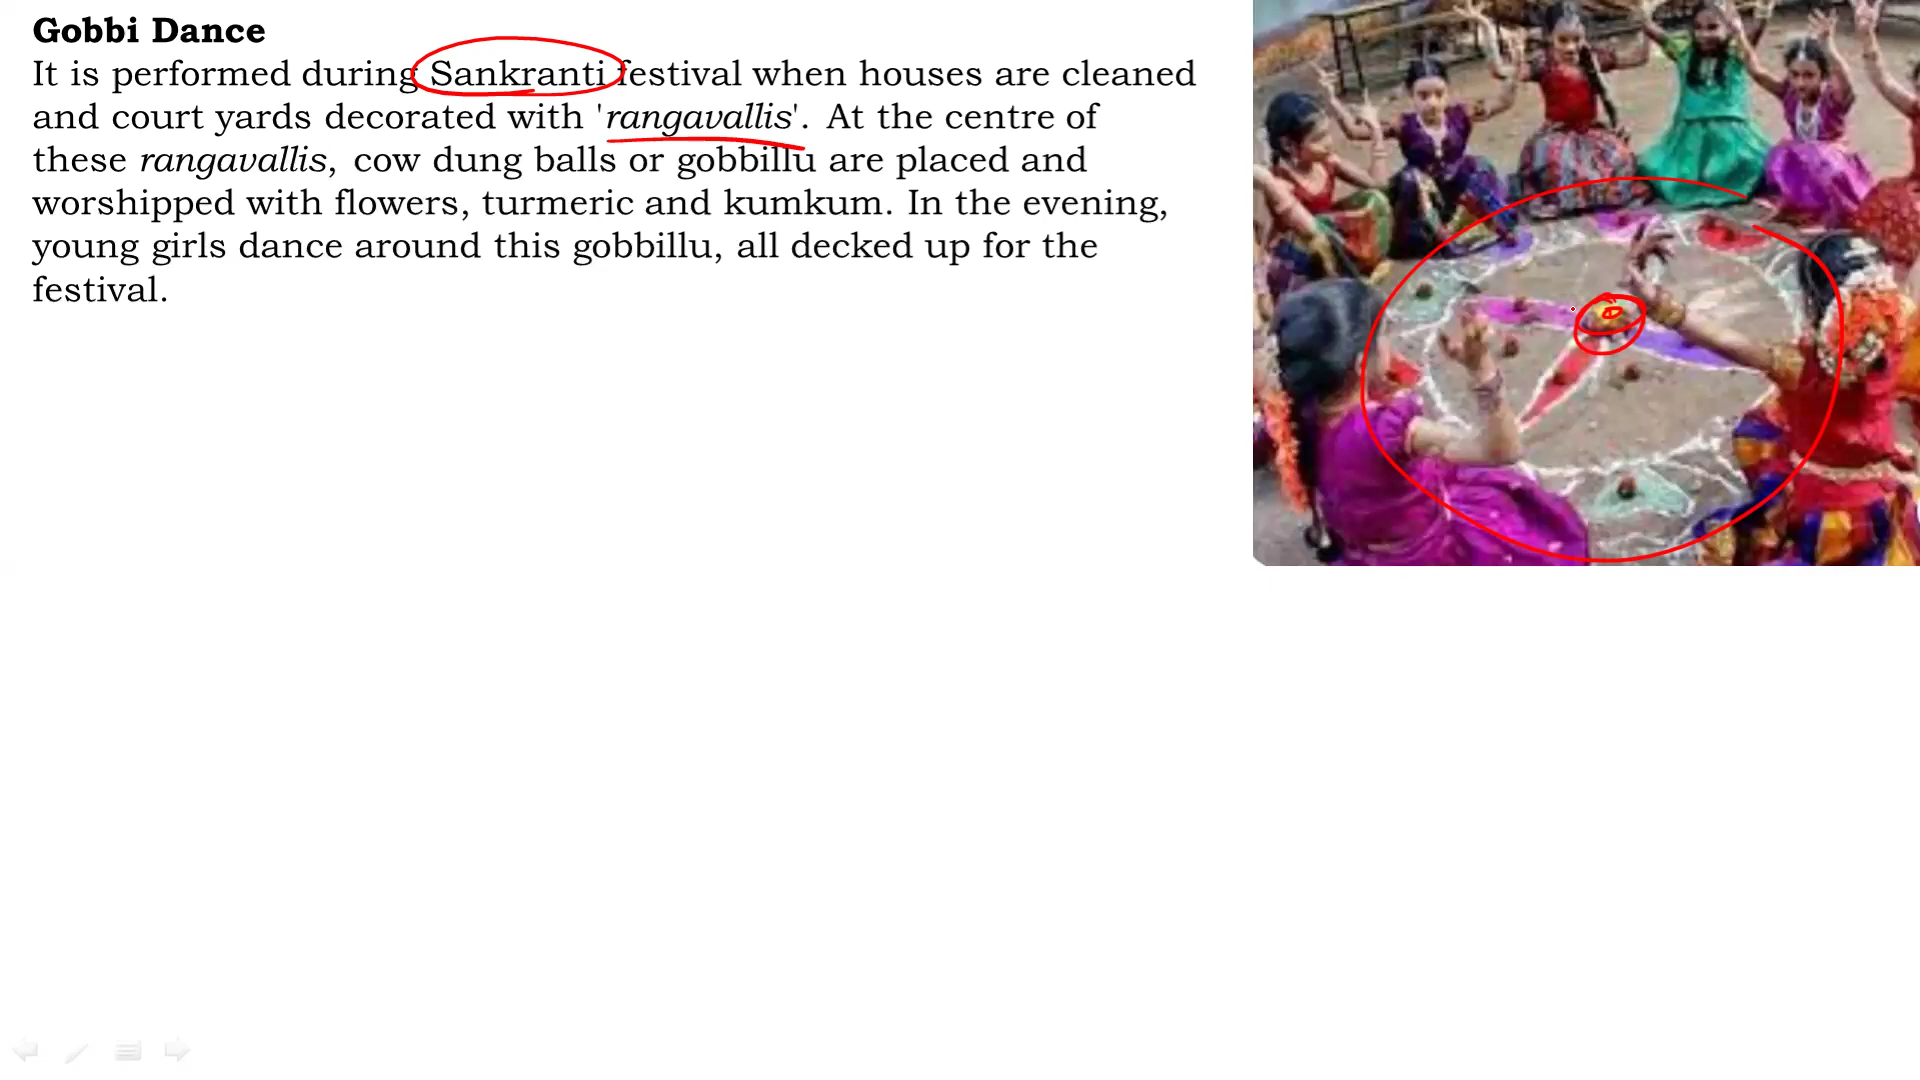 Gobbi Dance
It is performed during Sankranti festival when houses are cleaned
and court yards decorated with 'rangavallis'. At the centre of
these rangavallis, cow dung balls or gobbillu are placed and
worshipped with flowers, turmeric and kumkum. In the evening,
young girls dance around this gobbillu, all decked up for the
festival.